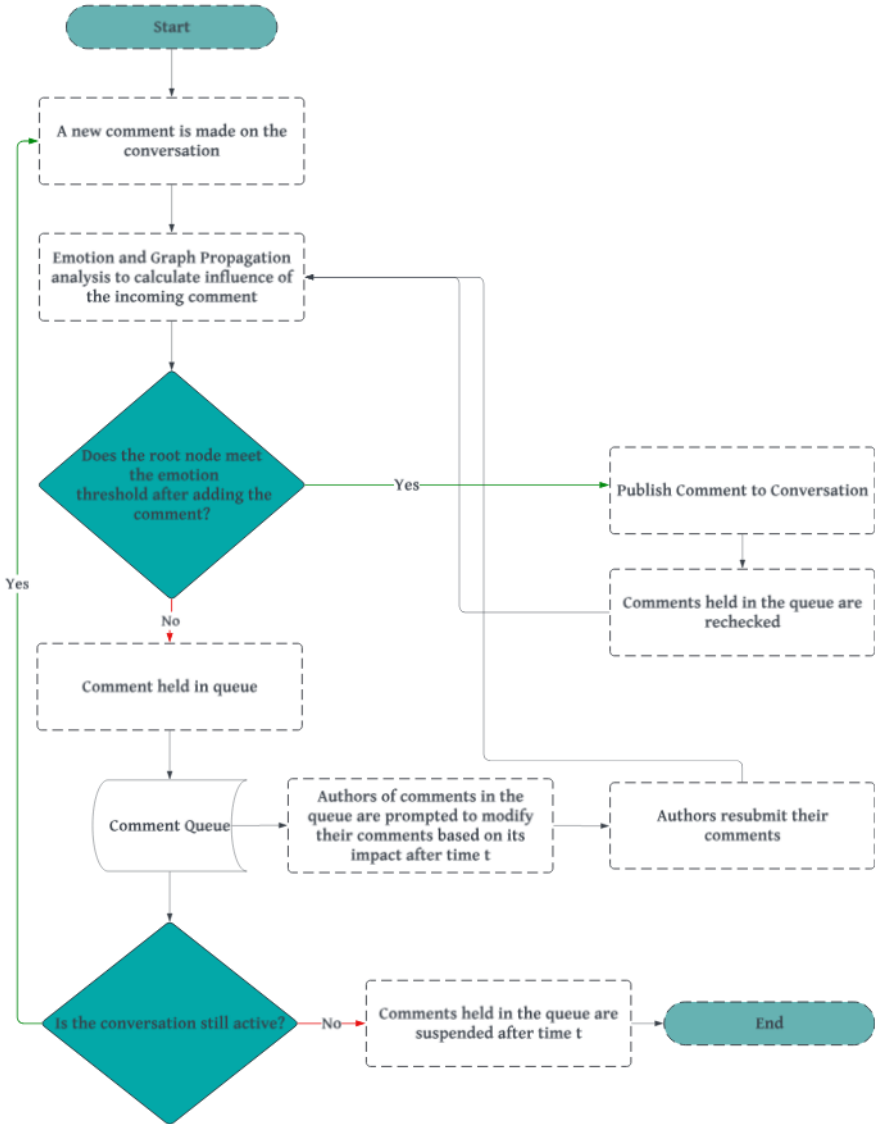 Start
A new comment is made on the
conversation
Emotion and Graph Propagation
analysis to calculate influence of
the incoming comment
Does the root node meet
the emotion
threshold after adding the
comment?
Yes
Publish Comment to Conversation
Comments held in the queue are
rechecked
Yes
No
Comment held in queue
Comment Queue
Authors of comments in the
queue are prompted to modify
their comments based on its
impact after time t
Authors resubmit their
comments
Is the conversation still active?
No
Comments held in the queue are
suspended after time t
End